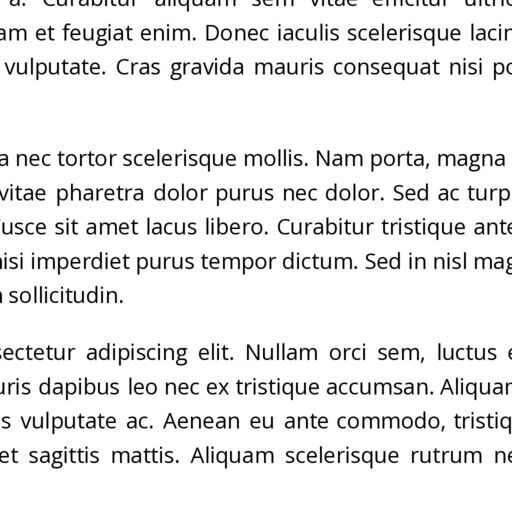 a. Curabitur aliquam sem vitae efficitur
am et feugiat enim. Donec iaculis scelerisque lacin
vulputate. Cras gravida mauris consequat nisi po
a nec tortor scelerisque mollis. Nam porta, magna
vitae pharetra dolor purus nec dolor. Sed ac turp
usce sit amet lacus libero. Curabitur tristique ante
nisi imperdiet purus tempor dictum. Sed in nisl mag
sollicitudin.
sectetur adipiscing elit. Nullam orci sem, luctus e
uris dapibus leo nec ex tristique accumsan. Aliquar
s vulputate ac. Aenean eu ante commodo, tristiq
et sagittis mattis. Aliquam scelerisque rutrum ne